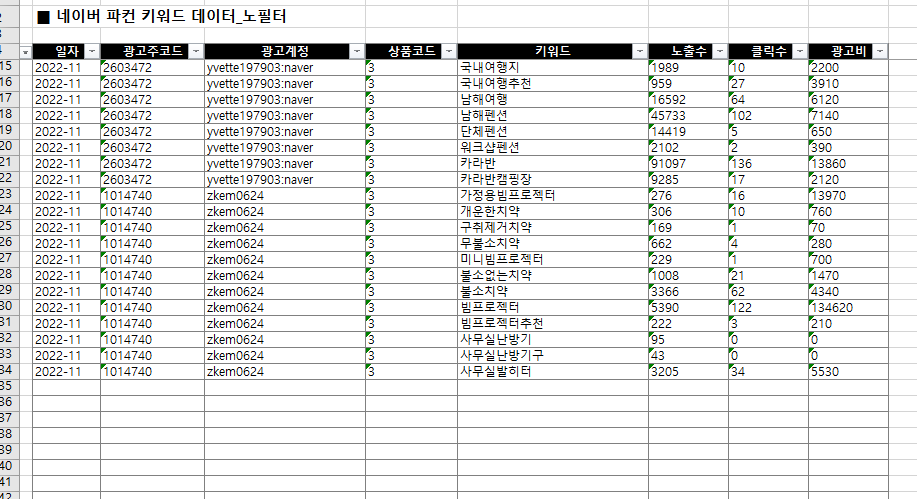 ■ 네이버 파컨 키워드 데이터_노필터
일자 광고주코드 광고계정 상품코드 키워드 노출수 클릭수 광고비
15 2022-11 2603472 yvette197903:naver 3 국내여행지 1989 10 2200
16 2022-11 2603472 yvette197903:naver 3 국내여행추천 959 27 3910
17 2022-11 2603472 yvette197903:naver 3 남해여행 16592 64 6120
18 2022-11 2603472 yvette197903:naver 3 남해펜션 45733 102 7140
19 2022-11 2603472 yvette197903:naver 3 단체펜션 14419 5 650
20 2022-11 2603472 yvette197903:naver 3 워크샵펜션 2102 2 390
21 2022-11 2603472 yvette197903:naver 3 카라반 91097 136 13860
22 2022-11 2603472 yvette197903:naver 3 카라반캠핑장 9285 17 2120
23 2022-11 1014740 zkem0624 3 가정용빔프로젝터 276 16 13970
24 2022-11 1014740 zkem0624 3 개운한치약 306 10 760
25 2022-11 1014740 zkem0624 3 구취제거치약 169 1 70
26 2022-11 1014740 zkem0624 3 무불소치약 662 4 280
27 2022-11 1014740 zkem0624 3 미니빔프로젝터 229 1 700
28 2022-11 1014740 zkem0624 3 불소없는치약 1008 21 1470
29 2022-11 1014740 zkem0624 3 불소치약 3366 62 4340
30 2022-11 1014740 zkem0624 3 빔프로젝터 5390 122 134620
31 2022-11 1014740 zkem0624 3 빔프로젝터추천 222 3 210
32 2022-11 1014740 zkem0624 3 사무실난방기 95 0 0
33 2022-11 1014740 zkem0624 3 사무실난방기구 43 0 0
34 2022-11 1014740 zkem0624 3 사무실발히터 3205 34 5530
35
36
37
38
39
40
41